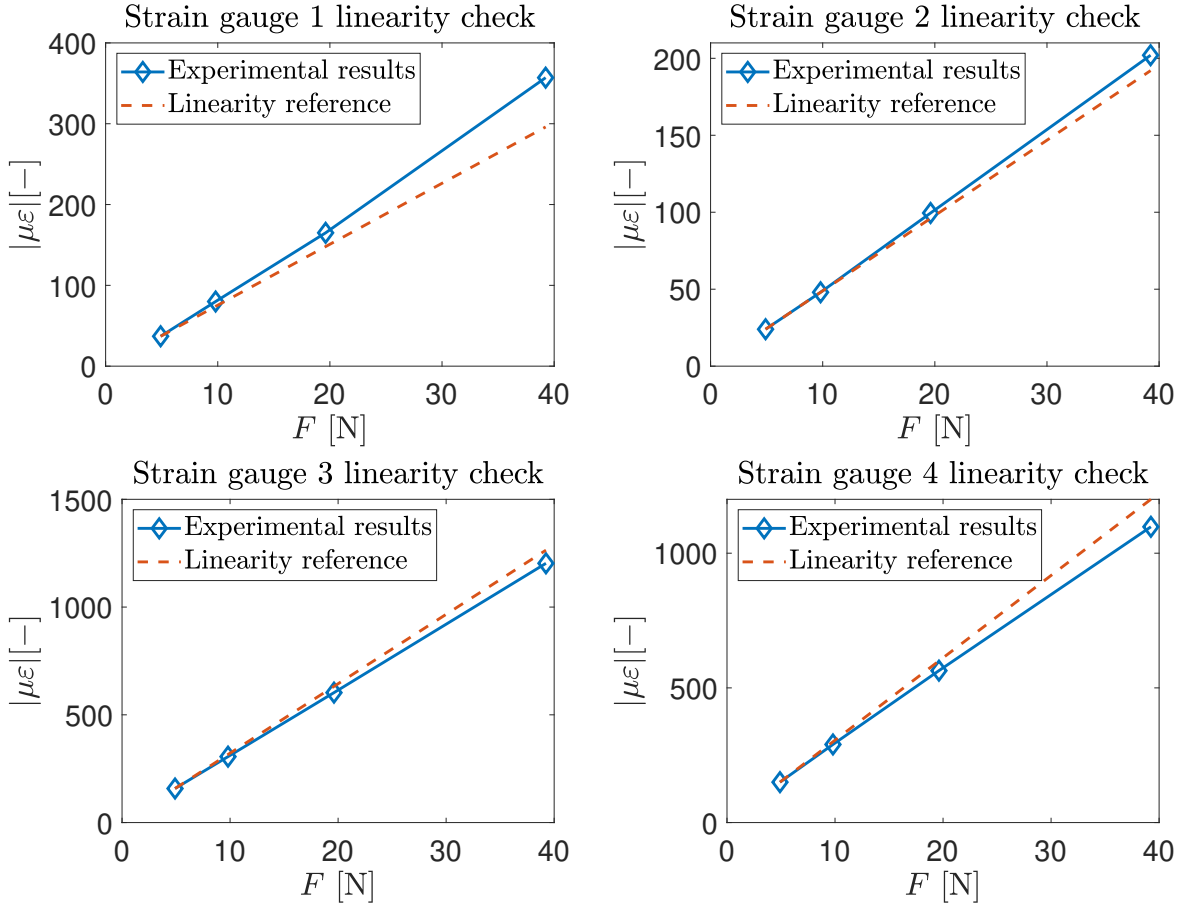 Strain gauge 1 linearity check
400
300
200
100
0
|με|[−]
Experimental results
Linearity reference
0 10 20 30 40
F [N]
Strain gauge 2 linearity check
200
150
100
50
0
|με|[−]
Experimental results
Linearity reference
0 10 20 30 40
F [N]
Strain gauge 3 linearity check
1500
1000
500
0
|με|[−]
Experimental results
Linearity reference
0 10 20 30 40
F [N]
Strain gauge 4 linearity check
1000
500
0
|με|[−]
Experimental results
Linearity reference
0 10 20 30 40
F [N]